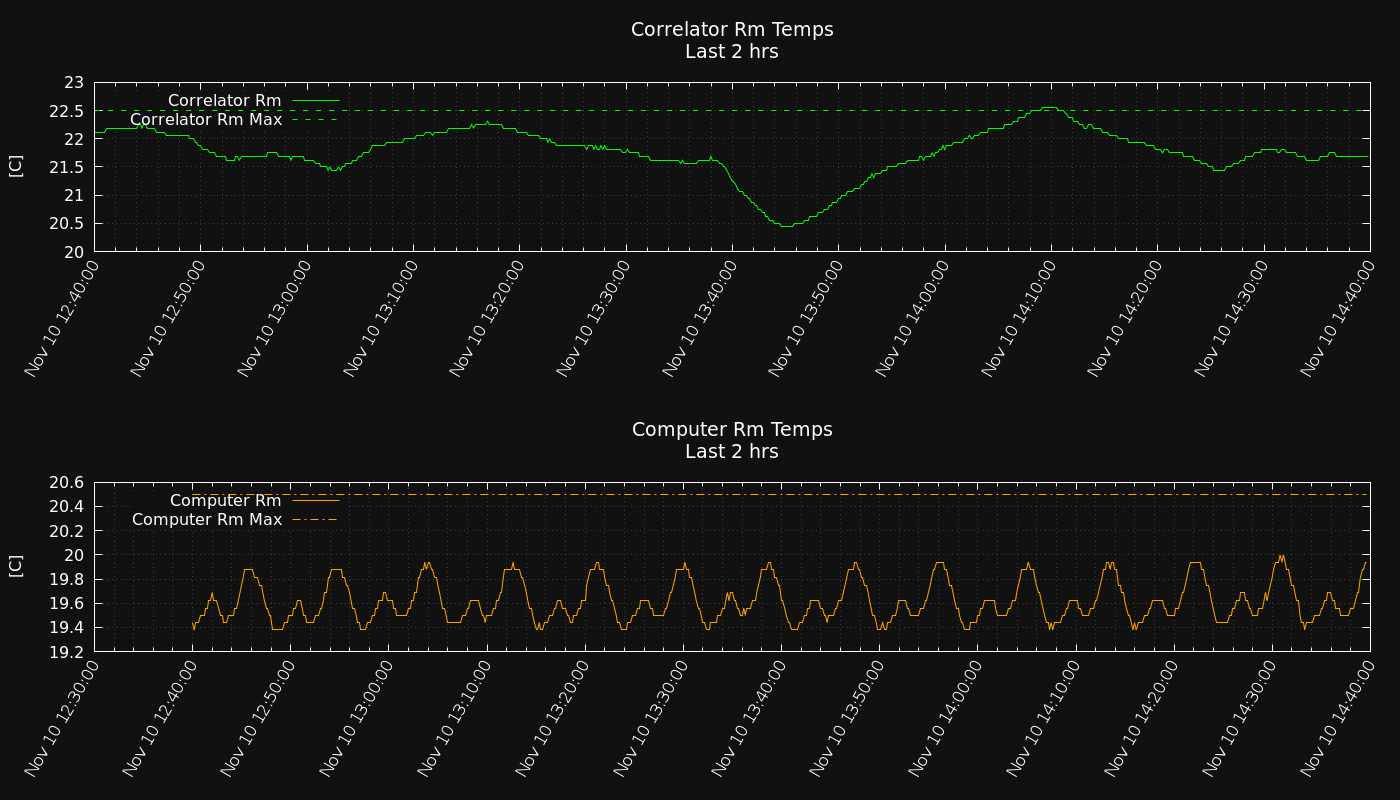 Correlator Rm Temps
Last 2 hrs
23
22.5
22
21.5
21
20.5
20
[C]
Correlator Rm
Correlator Rm Max
Nov 10 12:40:00
Nov 10 12:50:00
Nov 10 13:00:00
Nov 10 13:10:00
Nov 10 13:20:00
Nov 10 13:30:00
Nov 10 13:40:00
Nov 10 13:50:00
Nov 10 14:00:00
Nov 10 14:10:00
Nov 10 14:20:00
Nov 10 14:30:00
Nov 10 14:40:00
Computer Rm Temps
Last 2 hrs
20.6
20.4
20.2
20
19.8
19.6
19.4
19.2
[C]
Computer Rm
Computer Rm Max
Nov 10 12:30:00
Nov 10 12:40:00
Nov 10 12:50:00
Nov 10 13:00:00
Nov 10 13:10:00
Nov 10 13:20:00
Nov 10 13:30:00
Nov 10 13:40:00
Nov 10 13:50:00
Nov 10 14:00:00
Nov 10 14:10:00
Nov 10 14:20:00
Nov 10 14:30:00
Nov 10 14:40:00